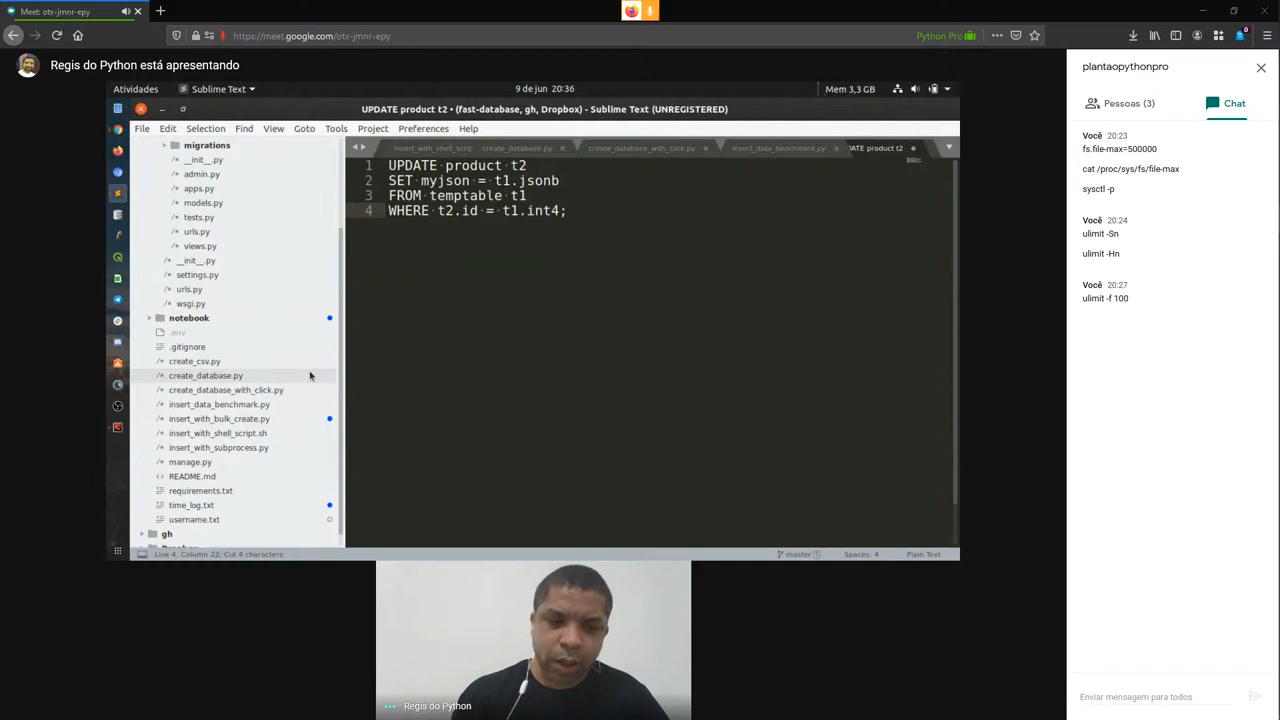 Meet: otx-jmnr-epy
https://meet.google.com/otx-jmnr-epy
Python Pro
Regis do Python está apresentando
Atividades
Sublime Text
9 de jun 20:36
Mem 3,3 GB
UPDATE product t2 • (fast-database, gh, Dropbox) - Sublime Text (UNREGISTERED)
File Edit Selection Find View Goto Tools Project Preferences Help
insert_with_shell_scrip
create_database.py
create_database_with_click.py
insert_data_benchmark.py
DATE product t2
migrations
__init__.py
admin.py
apps.py
models.py
tests.py
urls.py
views.py
__init__.py
settings.py
urls.py
wsgi.py
notebook
.env
.gitignore
create_csv.py
create_database.py
create_database_with_click.py
insert_data_benchmark.py
insert_with_bulk_create.py
insert_with_shell_script.sh
insert_with_subprocess.py
manage.py
README.md
requirements.txt
time_log.txt
username.txt
gh
1 UPDATE product t2
2 SET myjson = t1.jsonb
3 FROM temptable t1
4 WHERE t2.id = t1.int4;
Line 4, Column 22; Cut 4 characters
master 5
Spaces: 4
Plain Text
Regis do Python
plantaopythonpro
Pessoas (3)
Chat
Você 20:23
fs.file-max=500000
cat /proc/sys/fs/file-max
sysctl -p
Você 20:24
ulimit -Sn
ulimit -Hn
Você 20:27
ulimit -f 100
Enviar mensagem para todos